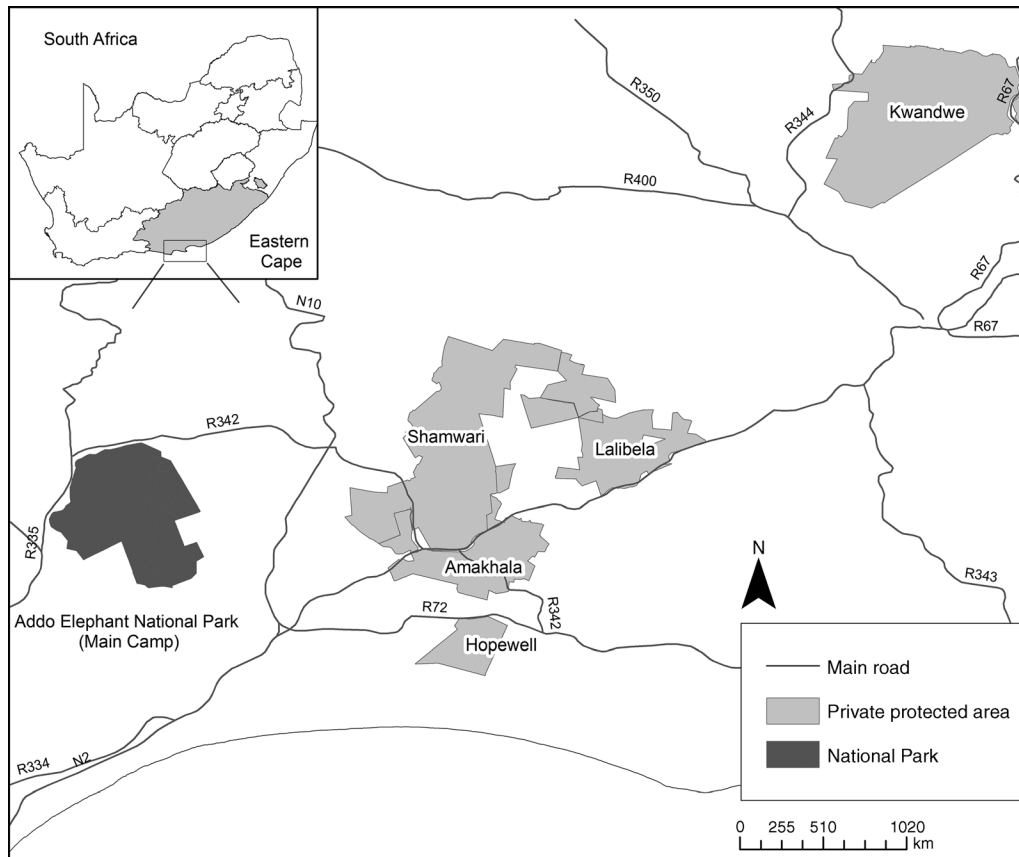 South Africa
Eastern
Cape
R350
R344
Kwandwe
R67
R400
R67
R67
N10
R342
Shamwari
Lalibela
R335
Amakhala
R343
R72
R342
Addo Elephant National Park
(Main Camp)
Hopewell
R334
N2
N
Main road
Private protected area
National Park
0 255 510 1020
km